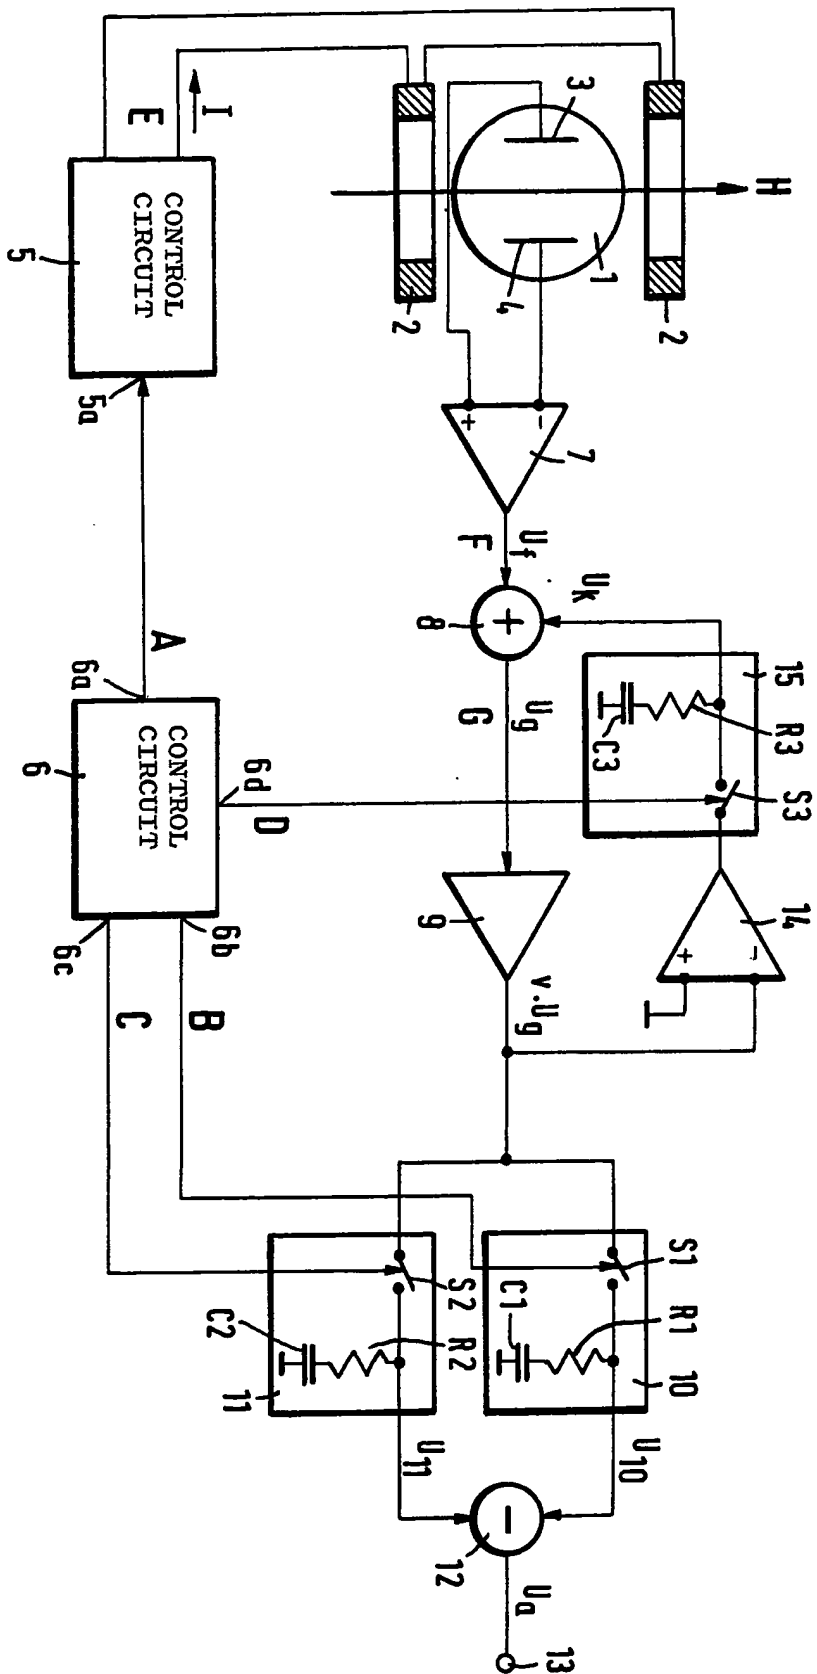 H
15
R3
S3
14
-
+
2
1
3
4
2
7
-
+
Uf
F
Uk
8
+
Ug
G
C3
9
v.Ug
S1
R1
C1
10
U10
S2
R2
C2
11
U11
-
12
Ua
13
I
E
CONTROL
CIRCUIT
5
5a
A
6a
CONTROL
CIRCUIT
6
6d
D
6b
B
6c
C